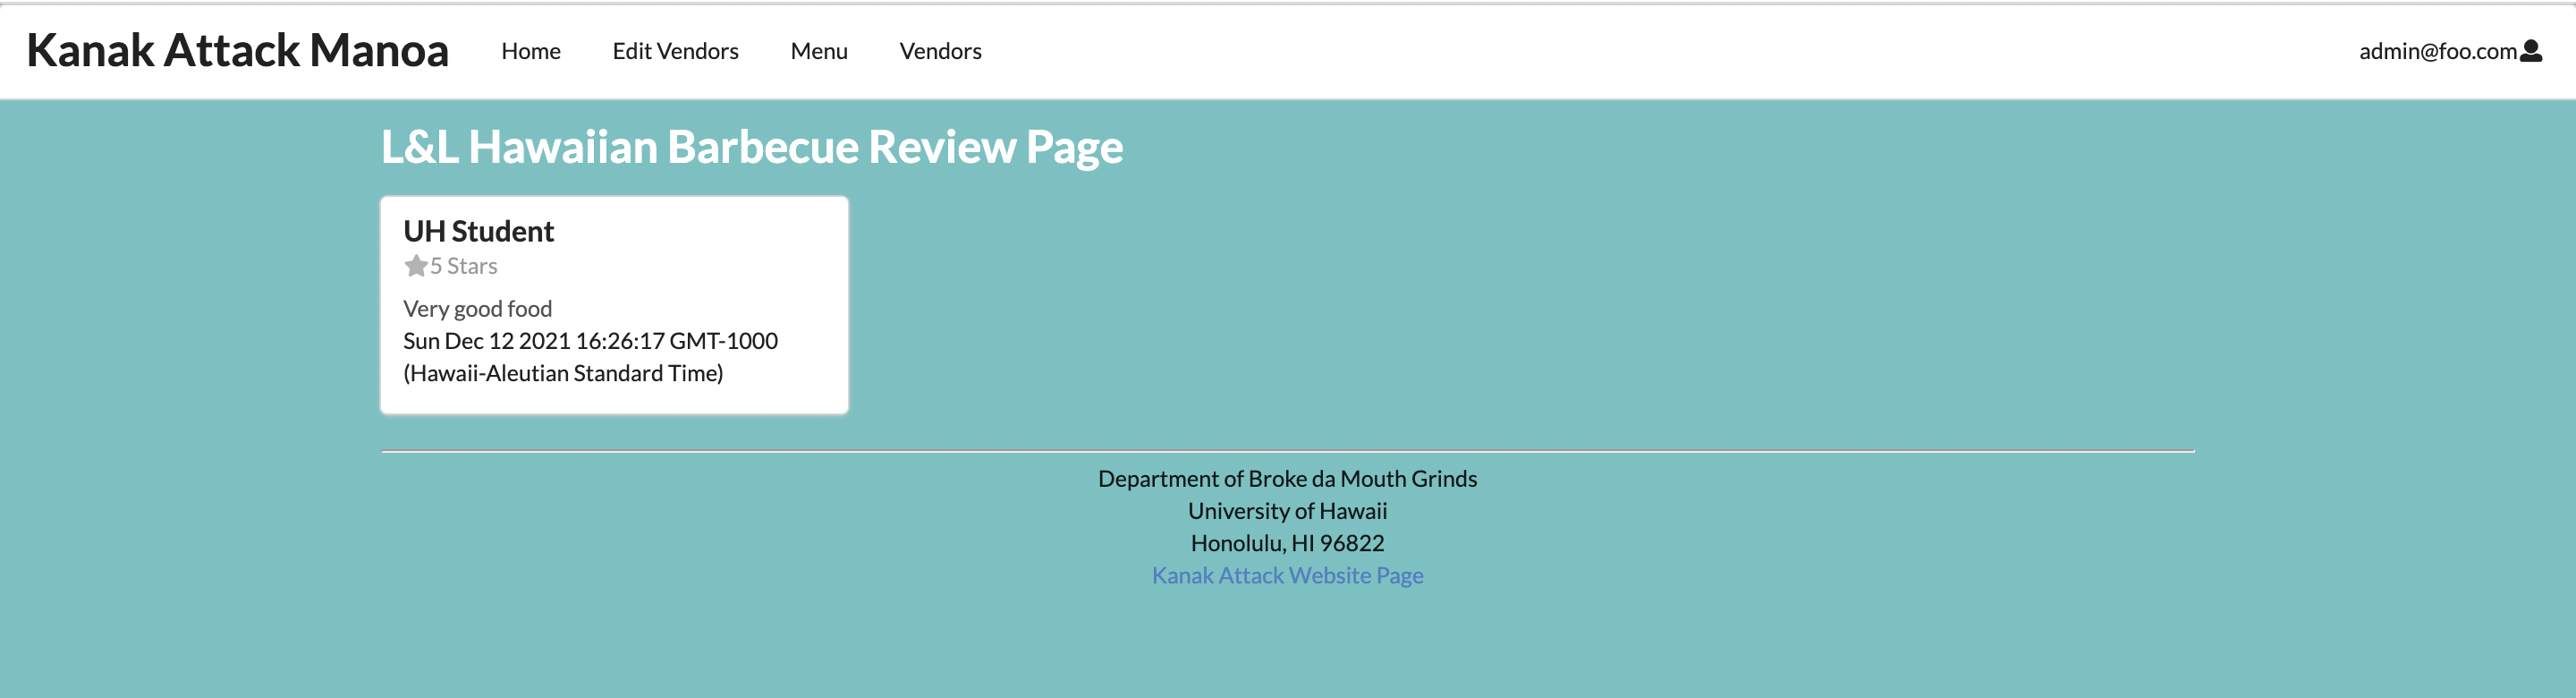 Kanak Attack Manoa Home Edit Vendors Menu Vendors admin@foo.com
L&L Hawaiian Barbecue Review Page
UH Student
5 Stars
Very good food
Sun Dec 12 2021 16:26:17 GMT-1000
(Hawaii-Aleutian Standard Time)
Department of Broke da Mouth Grinds
University of Hawaii
Honolulu, HI 96822
Kanak Attack Website Page